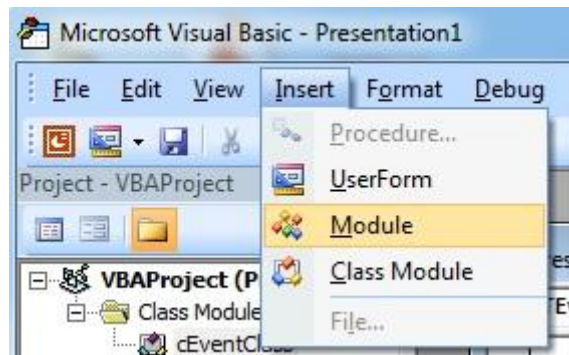 Microsoft Visual Basic - Presentation1
File Edit View Insert Format Debug
Procedure...
Project - VBAProject
UserForm
Module
Class Module
VBAProject (P
Class Module
File...
cEventClass